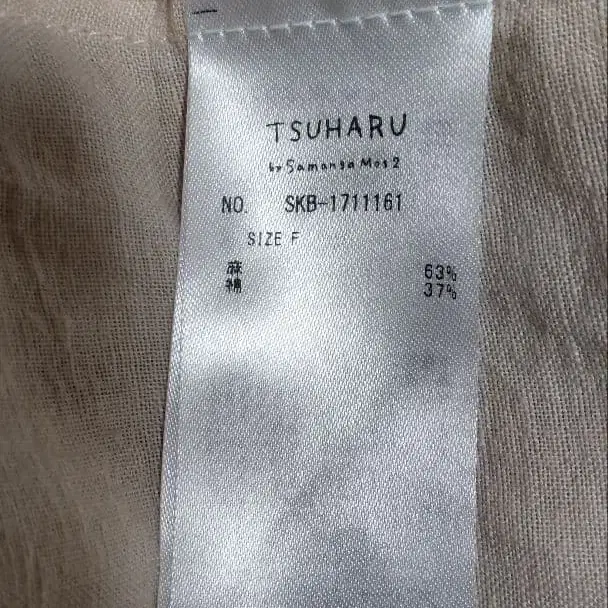 TSUHARU
by Samansa Mos2
NO. SKB-1711161
SIZE F
麻 63%
綿 37%